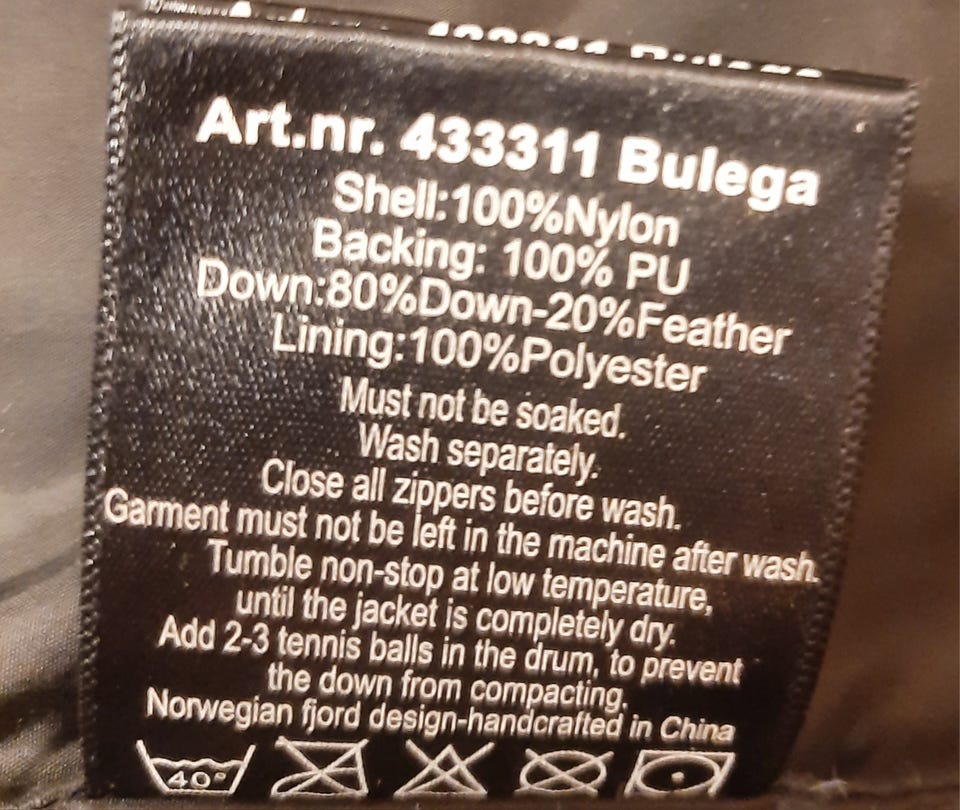 433311 Bulega
Art.nr. 433311 Bulega
Shell:100%Nylon
Backing: 100% PU
Down:80%Down-20%Feather
Lining:100%Polyester
Must not be soaked.
Wash separately.
Close all zippers before wash.
Garment must not be left in the machine after wash.
Tumble non-stop at low temperature,
until the jacket is completely dry.
Add 2-3 tennis balls in the drum, to prevent
the down from compacting.
Norwegian fjord design-handcrafted in China
40°